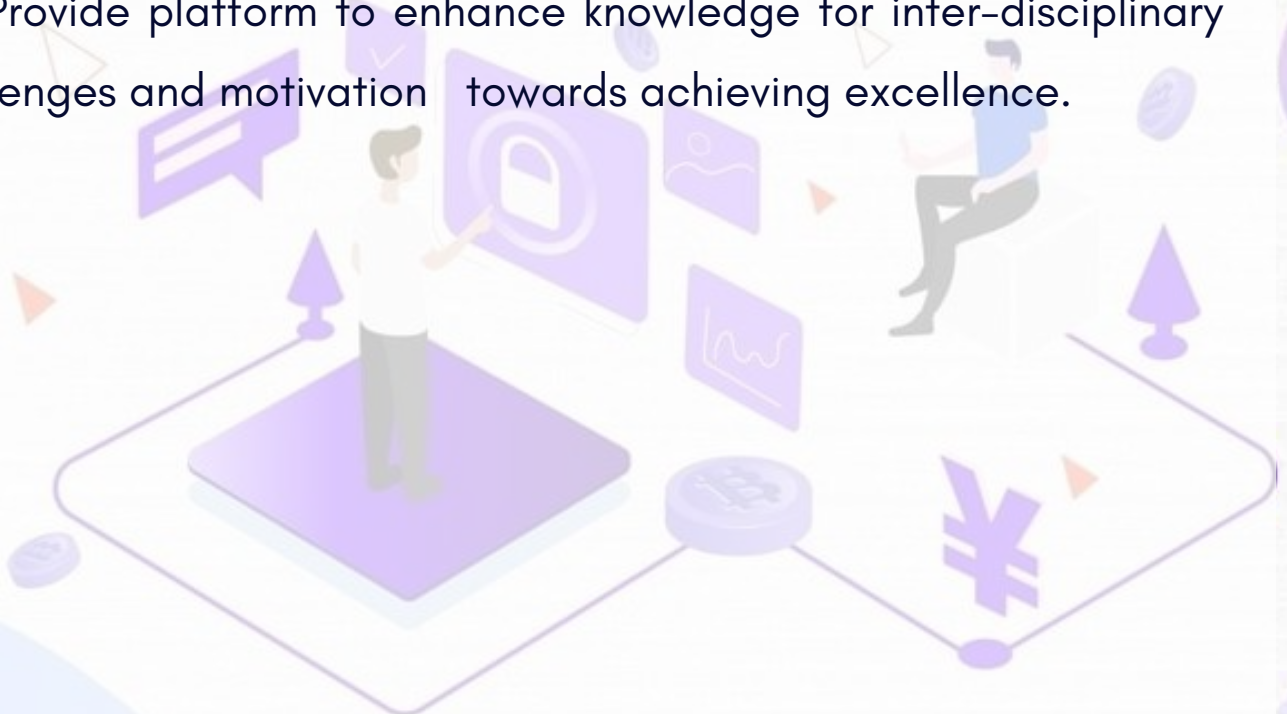 Provide platform to enhance knowledge for inter-disciplinary
enges and motivation towards achieving excellence.